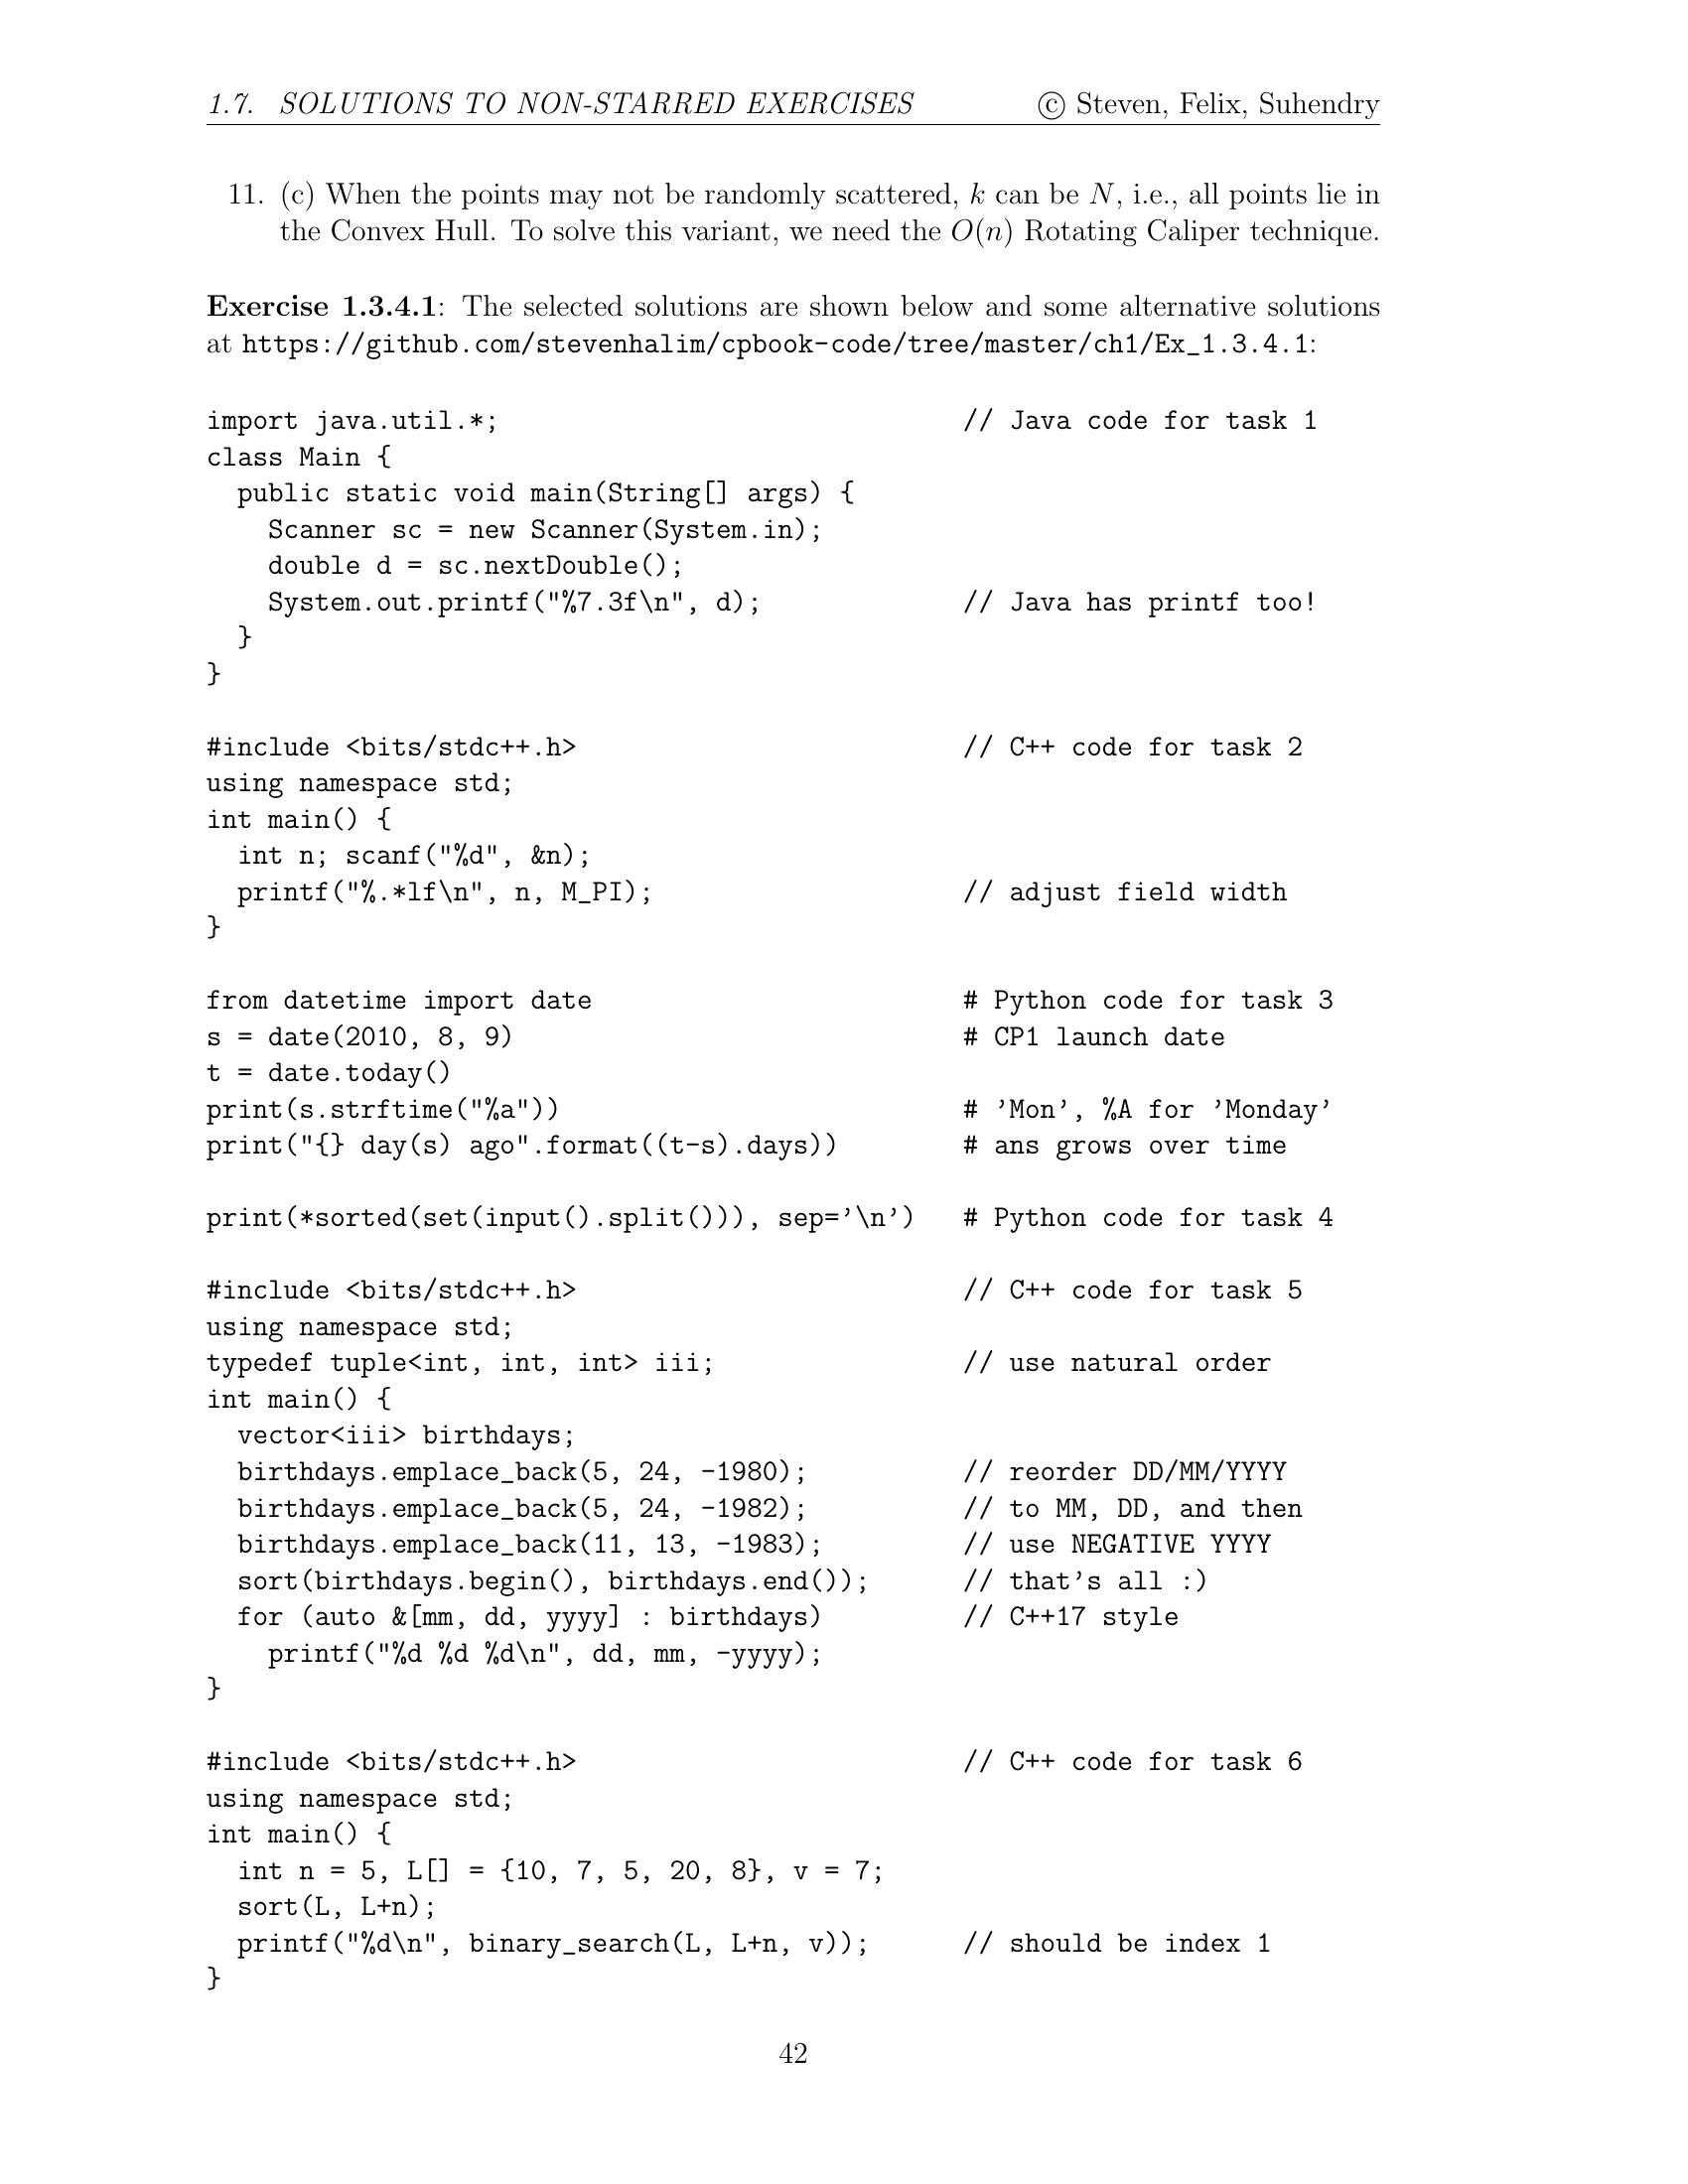 1.7. SOLUTIONS TO NON-STARRED EXERCISES © Steven, Felix, Suhendry
11. (c) When the points may not be randomly scattered, k can be N, i.e., all points lie in
the Convex Hull. To solve this variant, we need the O(n) Rotating Caliper technique.
Exercise 1.3.4.1: The selected solutions are shown below and some alternative solutions
at https://github.com/stevenhalim/cpbook-code/tree/master/ch1/Ex_1.3.4.1:
import java.util.*; // Java code for task 1
class Main {
  public static void main(String[] args) {
    Scanner sc = new Scanner(System.in);
    double d = sc.nextDouble();
    System.out.printf("%7.3f\n", d); // Java has printf too!
  }
}
#include <bits/stdc++.h> // C++ code for task 2
using namespace std;
int main() {
  int n; scanf("%d", &n);
  printf("%.*lf\n", n, M_PI); // adjust field width
}
from datetime import date # Python code for task 3
s = date(2010, 8, 9) # CP1 launch date
t = date.today()
print(s.strftime("%a")) # ’Mon’, %A for ’Monday’
print("{} day(s) ago".format((t-s).days)) # ans grows over time
print(*sorted(set(input().split())), sep=’\n’) # Python code for task 4
#include <bits/stdc++.h> // C++ code for task 5
using namespace std;
typedef tuple<int, int, int> iii; // use natural order
int main() {
  vector<iii> birthdays;
  birthdays.emplace_back(5, 24, -1980); // reorder DD/MM/YYYY
  birthdays.emplace_back(5, 24, -1982); // to MM, DD, and then
  birthdays.emplace_back(11, 13, -1983); // use NEGATIVE YYYY
  sort(birthdays.begin(), birthdays.end()); // that's all :)
  for (auto &[mm, dd, yyyy] : birthdays) // C++17 style
    printf("%d %d %d\n", dd, mm, -yyyy);
}
#include <bits/stdc++.h> // C++ code for task 6
using namespace std;
int main() {
  int n = 5, L[] = {10, 7, 5, 20, 8}, v = 7;
  sort(L, L+n);
  printf("%d\n", binary_search(L, L+n, v)); // should be index 1
}
42